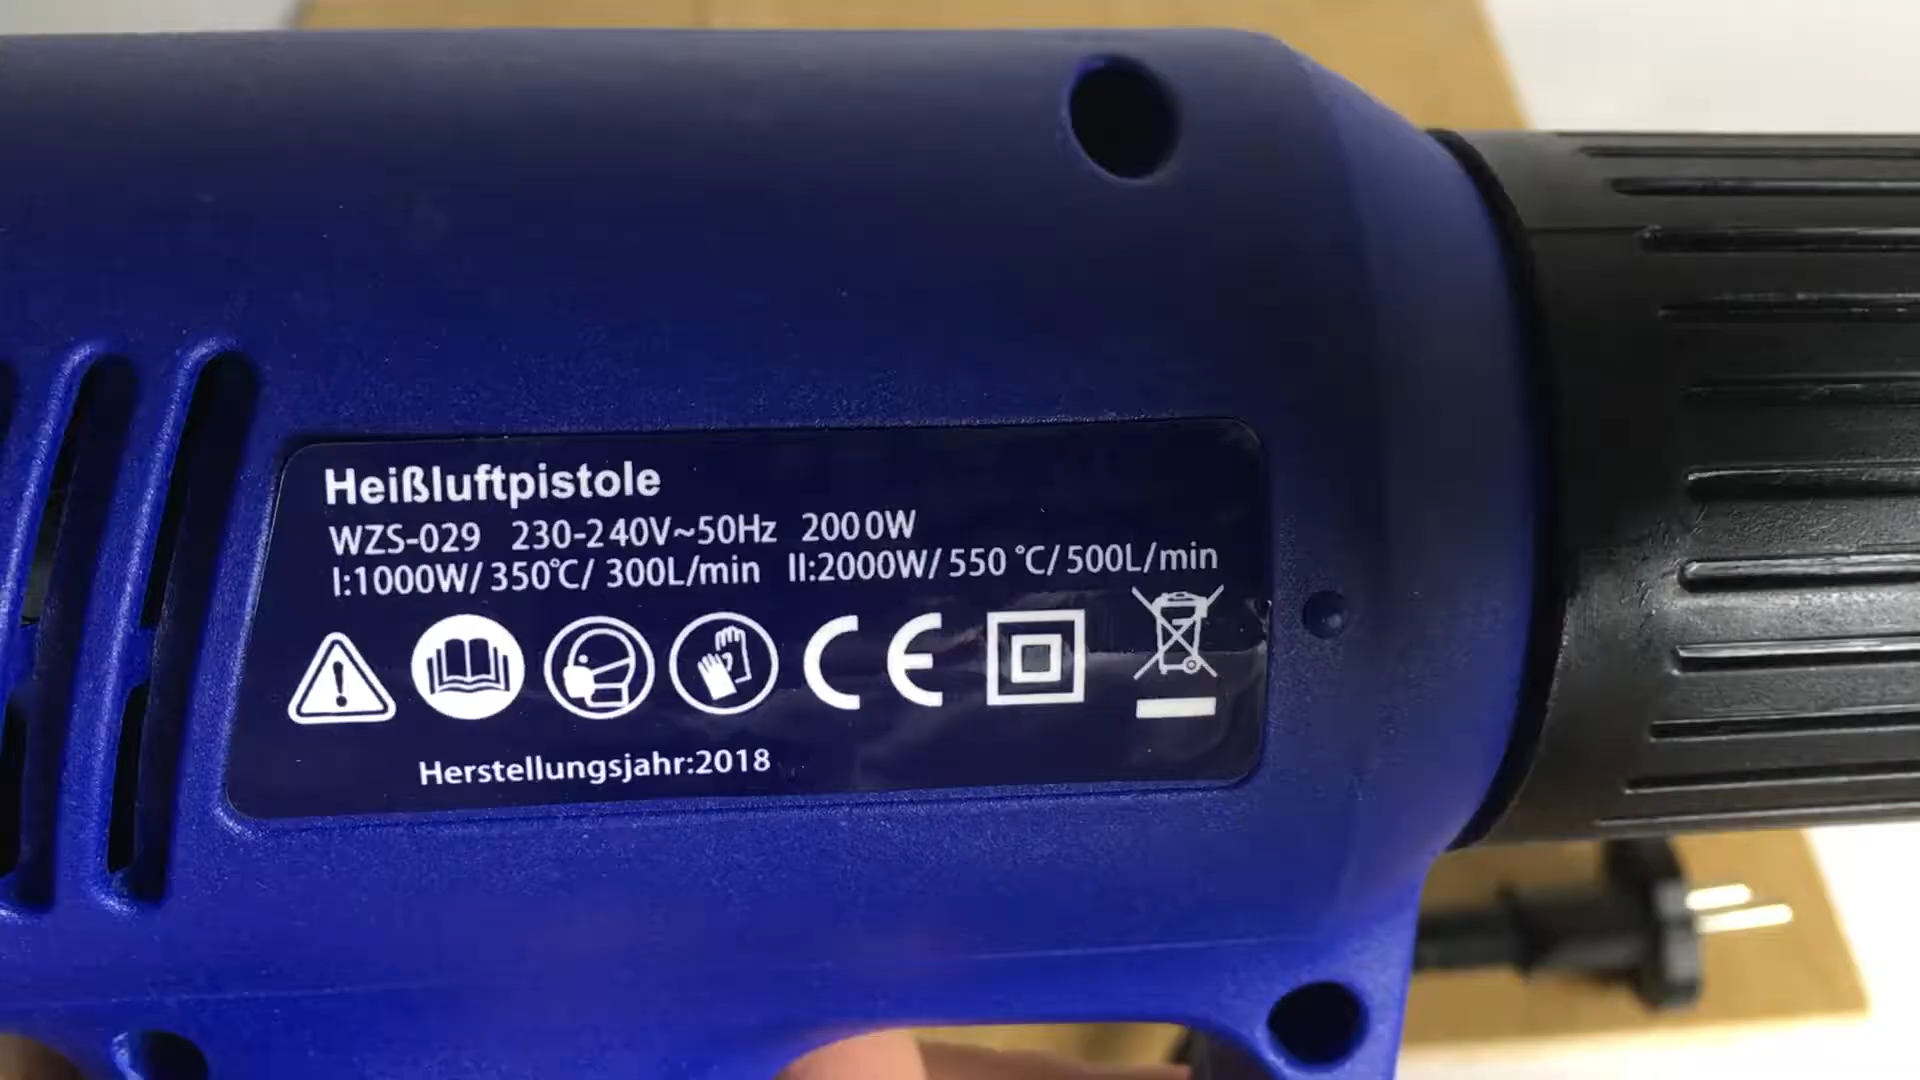 Heißluftpistole
WZS-029 230-240V~50Hz 2000W
I:1000W/350℃/ 300L/min II:2000W/550 ℃/500L/min
CE
Herstellungsjahr:2018